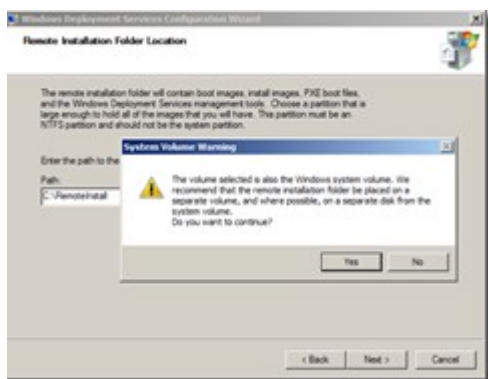 Windows Deployment Services Configuration Wizard
Remote Installation Folder Location
The remote installation folder will contain boot images, install images, PXE boot files,
and the Windows Deployment Services management tools. Choose a partition that is
large enough to hold all of the images that you will have. This partition must be an
NTFS partition and should not be the system partition.
Enter the path to the
Path:
C:\RemoteInstall
System Volume Warning
The volume selected is also the Windows system volume. We
recommend that the remote installation folder be placed on a
separate volume, and where possible, on a separate disk from the
system volume.
Do you want to continue?
Yes No
< Back Next > Cancel